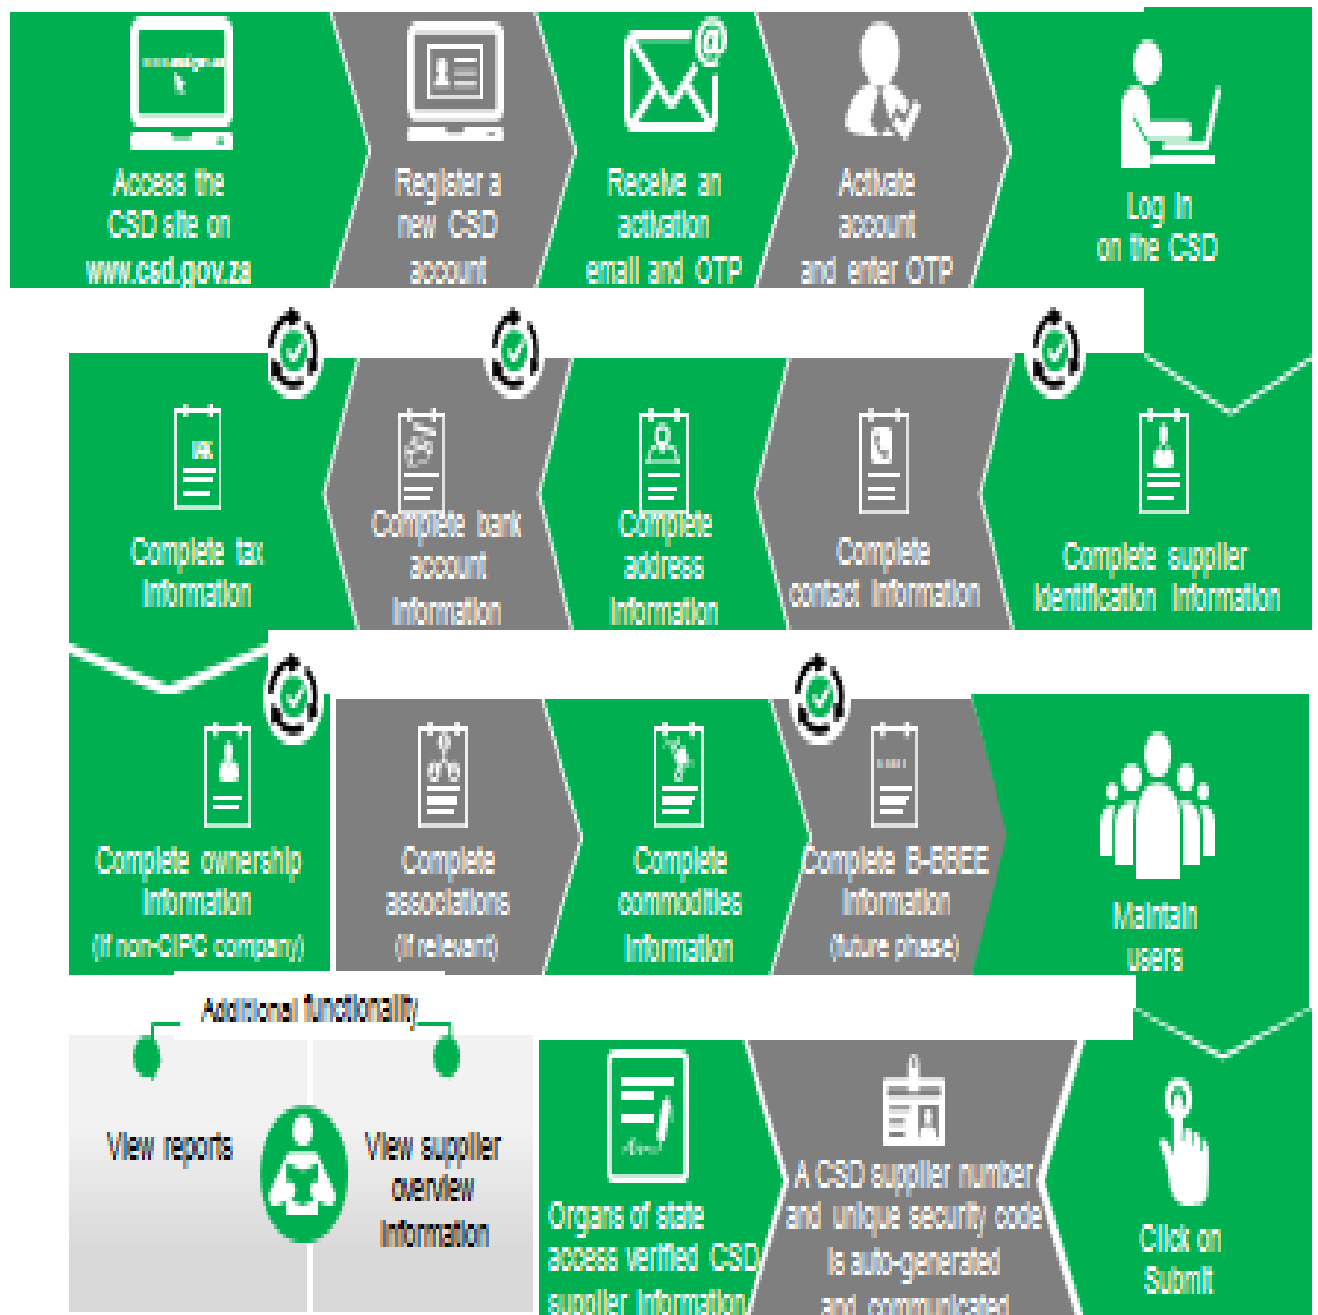 Access the
CSD site on
www.csd.gov.za
Register a
new CSD
account
Receive an
activation
email and OTP
Activate
account
and enter OTP
Log in
on the CSD
TAX
Complete tax
Information
Complete bank
account
Information
Complete
address
Information
Complete
contact Information
Complete supplier
Identification Information
Complete ownership
Information
(If non-CIPC company)
Complete
associations
(If relevant)
Complete
commodities
Information
Complete B-BBEE
Information
(future phase)
Maintain
users
Additional functionality
View reports
View supplier
overview
Information
Organs of state
access verified CSD
supplier Information
A CSD supplier number
and unique security code
is auto-generated
and communicated
Click on
Submit